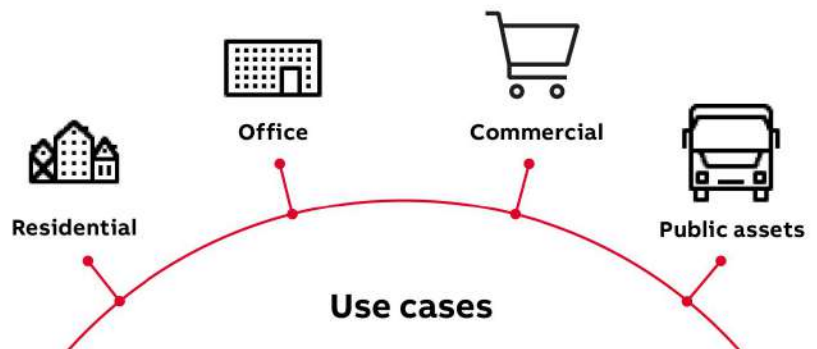 Office
Commercial
Residential
Public assets
Use cases